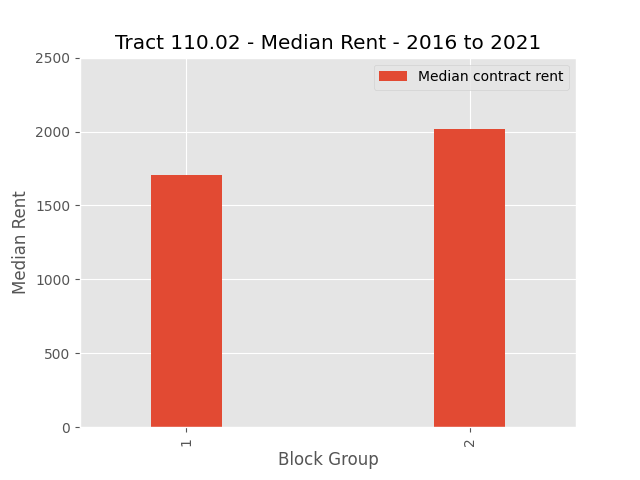 Tract 110.02 - Median Rent - 2016 to 2021
Median contract rent
2500
2000
1500
1000
500
0
Median Rent
1
2
Block Group